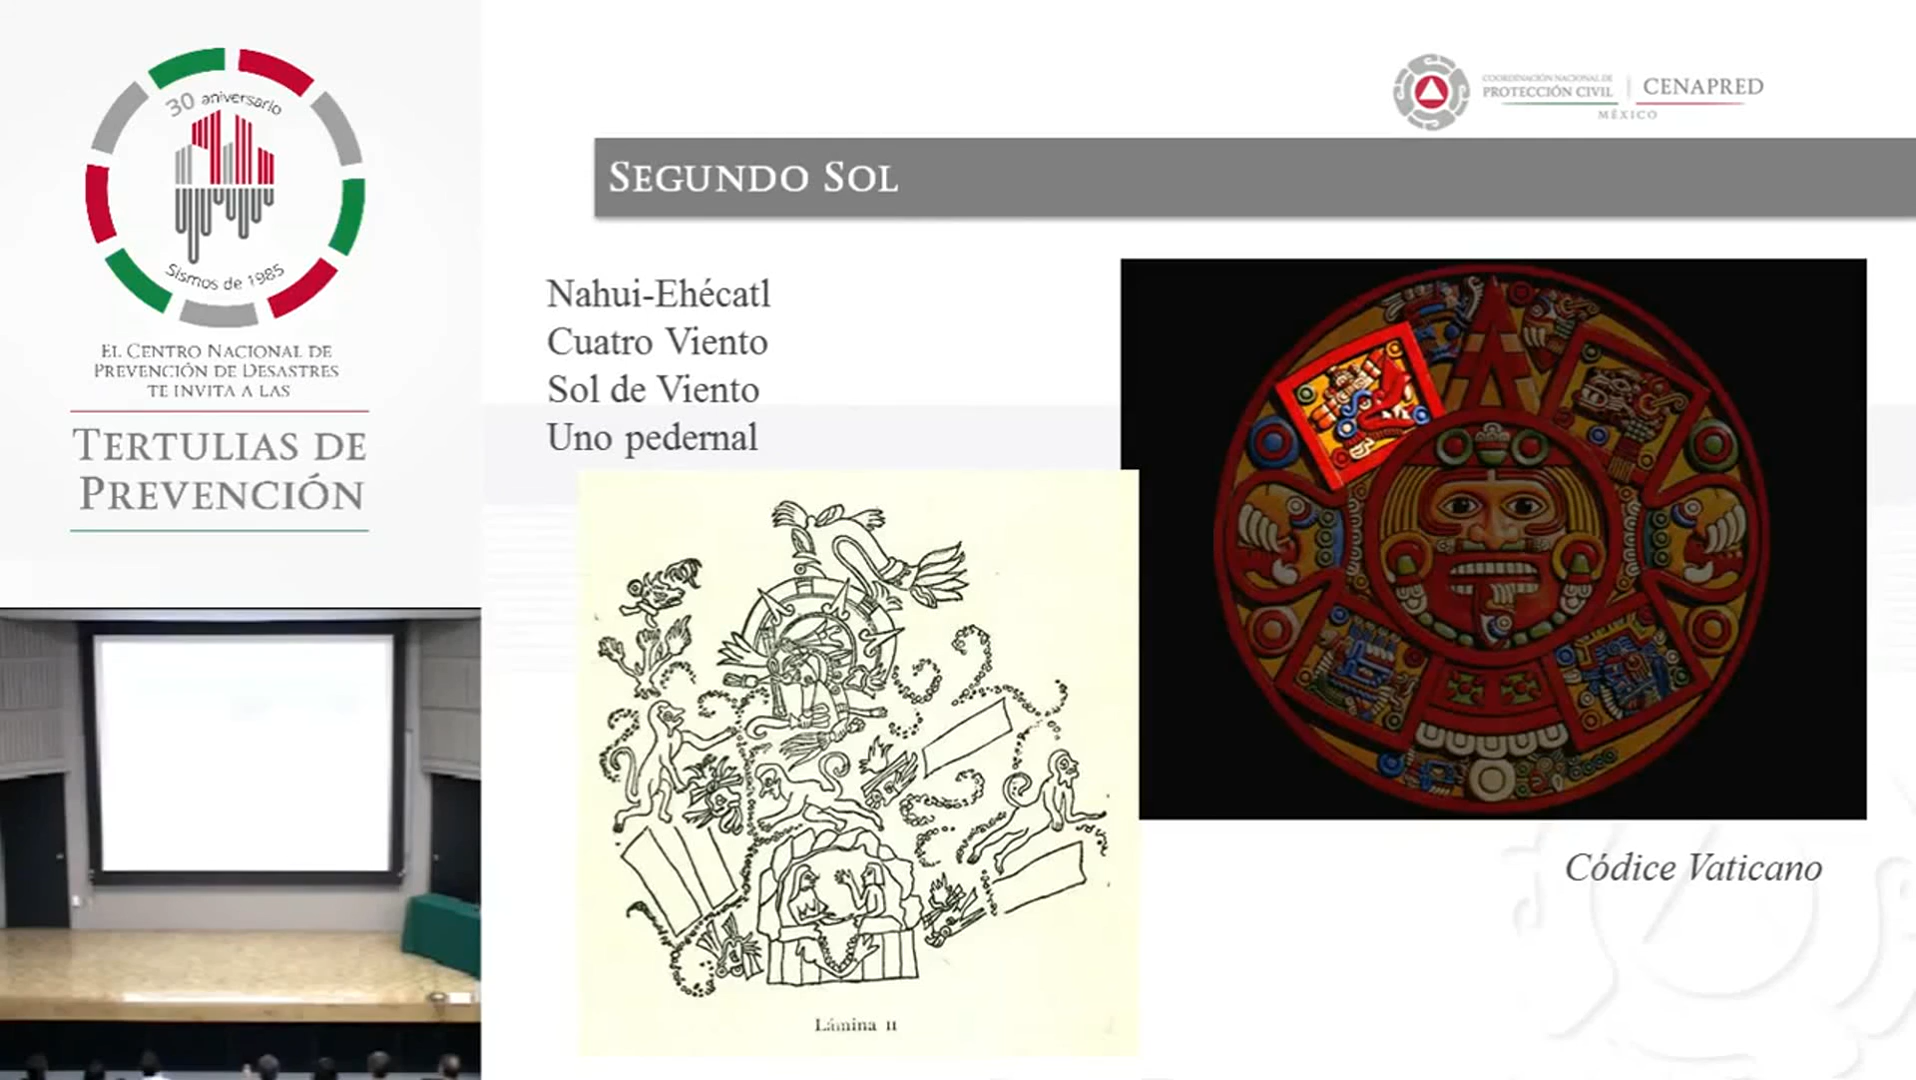 30 aniversario
Sismos de 1985
EL CENTRO NACIONAL DE
PREVENCIÓN DE DESASTRES
TE INVITA A LAS
TERTULIAS DE
PREVENCIÓN
COORDINACIÓN NACIONAL DE
PROTECCIÓN CIVIL
CENAPRED
MÉXICO
SEGUNDO SOL
Nahui-Ehécatl
Cuatro Viento
Sol de Viento
Uno pedernal
Lámina II
Códice Vaticano